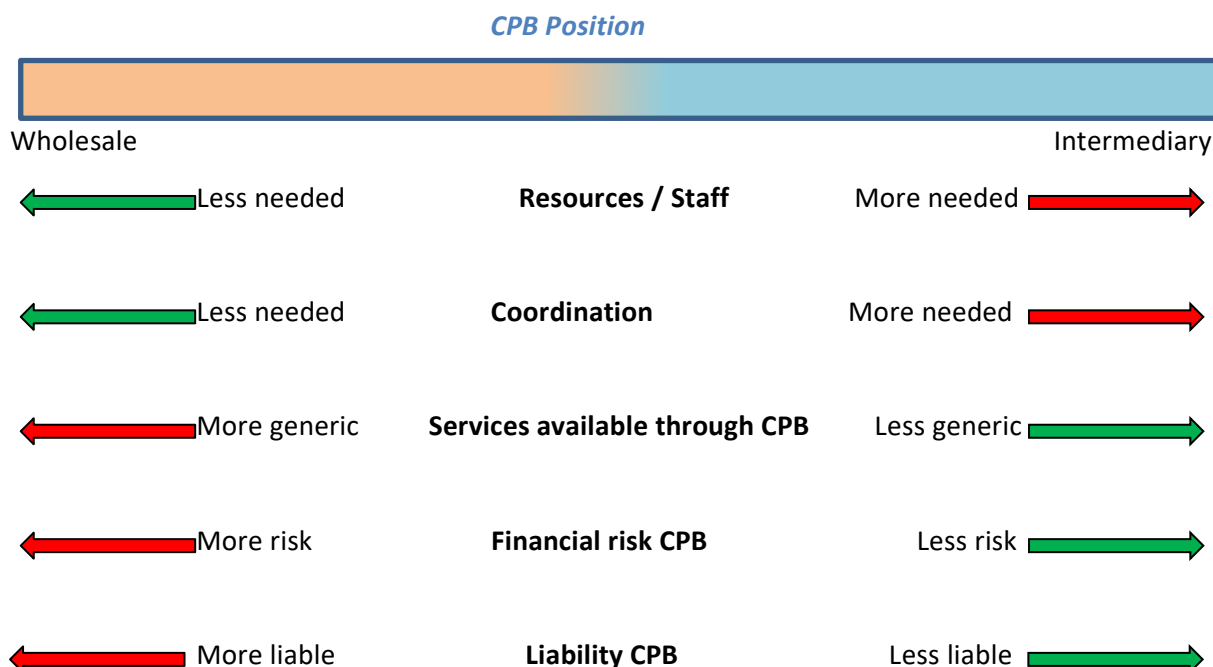 CPB Position
Wholesale Intermediary
Less needed Resources / Staff More needed
Less needed Coordination More needed
More generic Services available through CPB Less generic
More risk Financial risk CPB Less risk
More liable Liability CPB Less liable